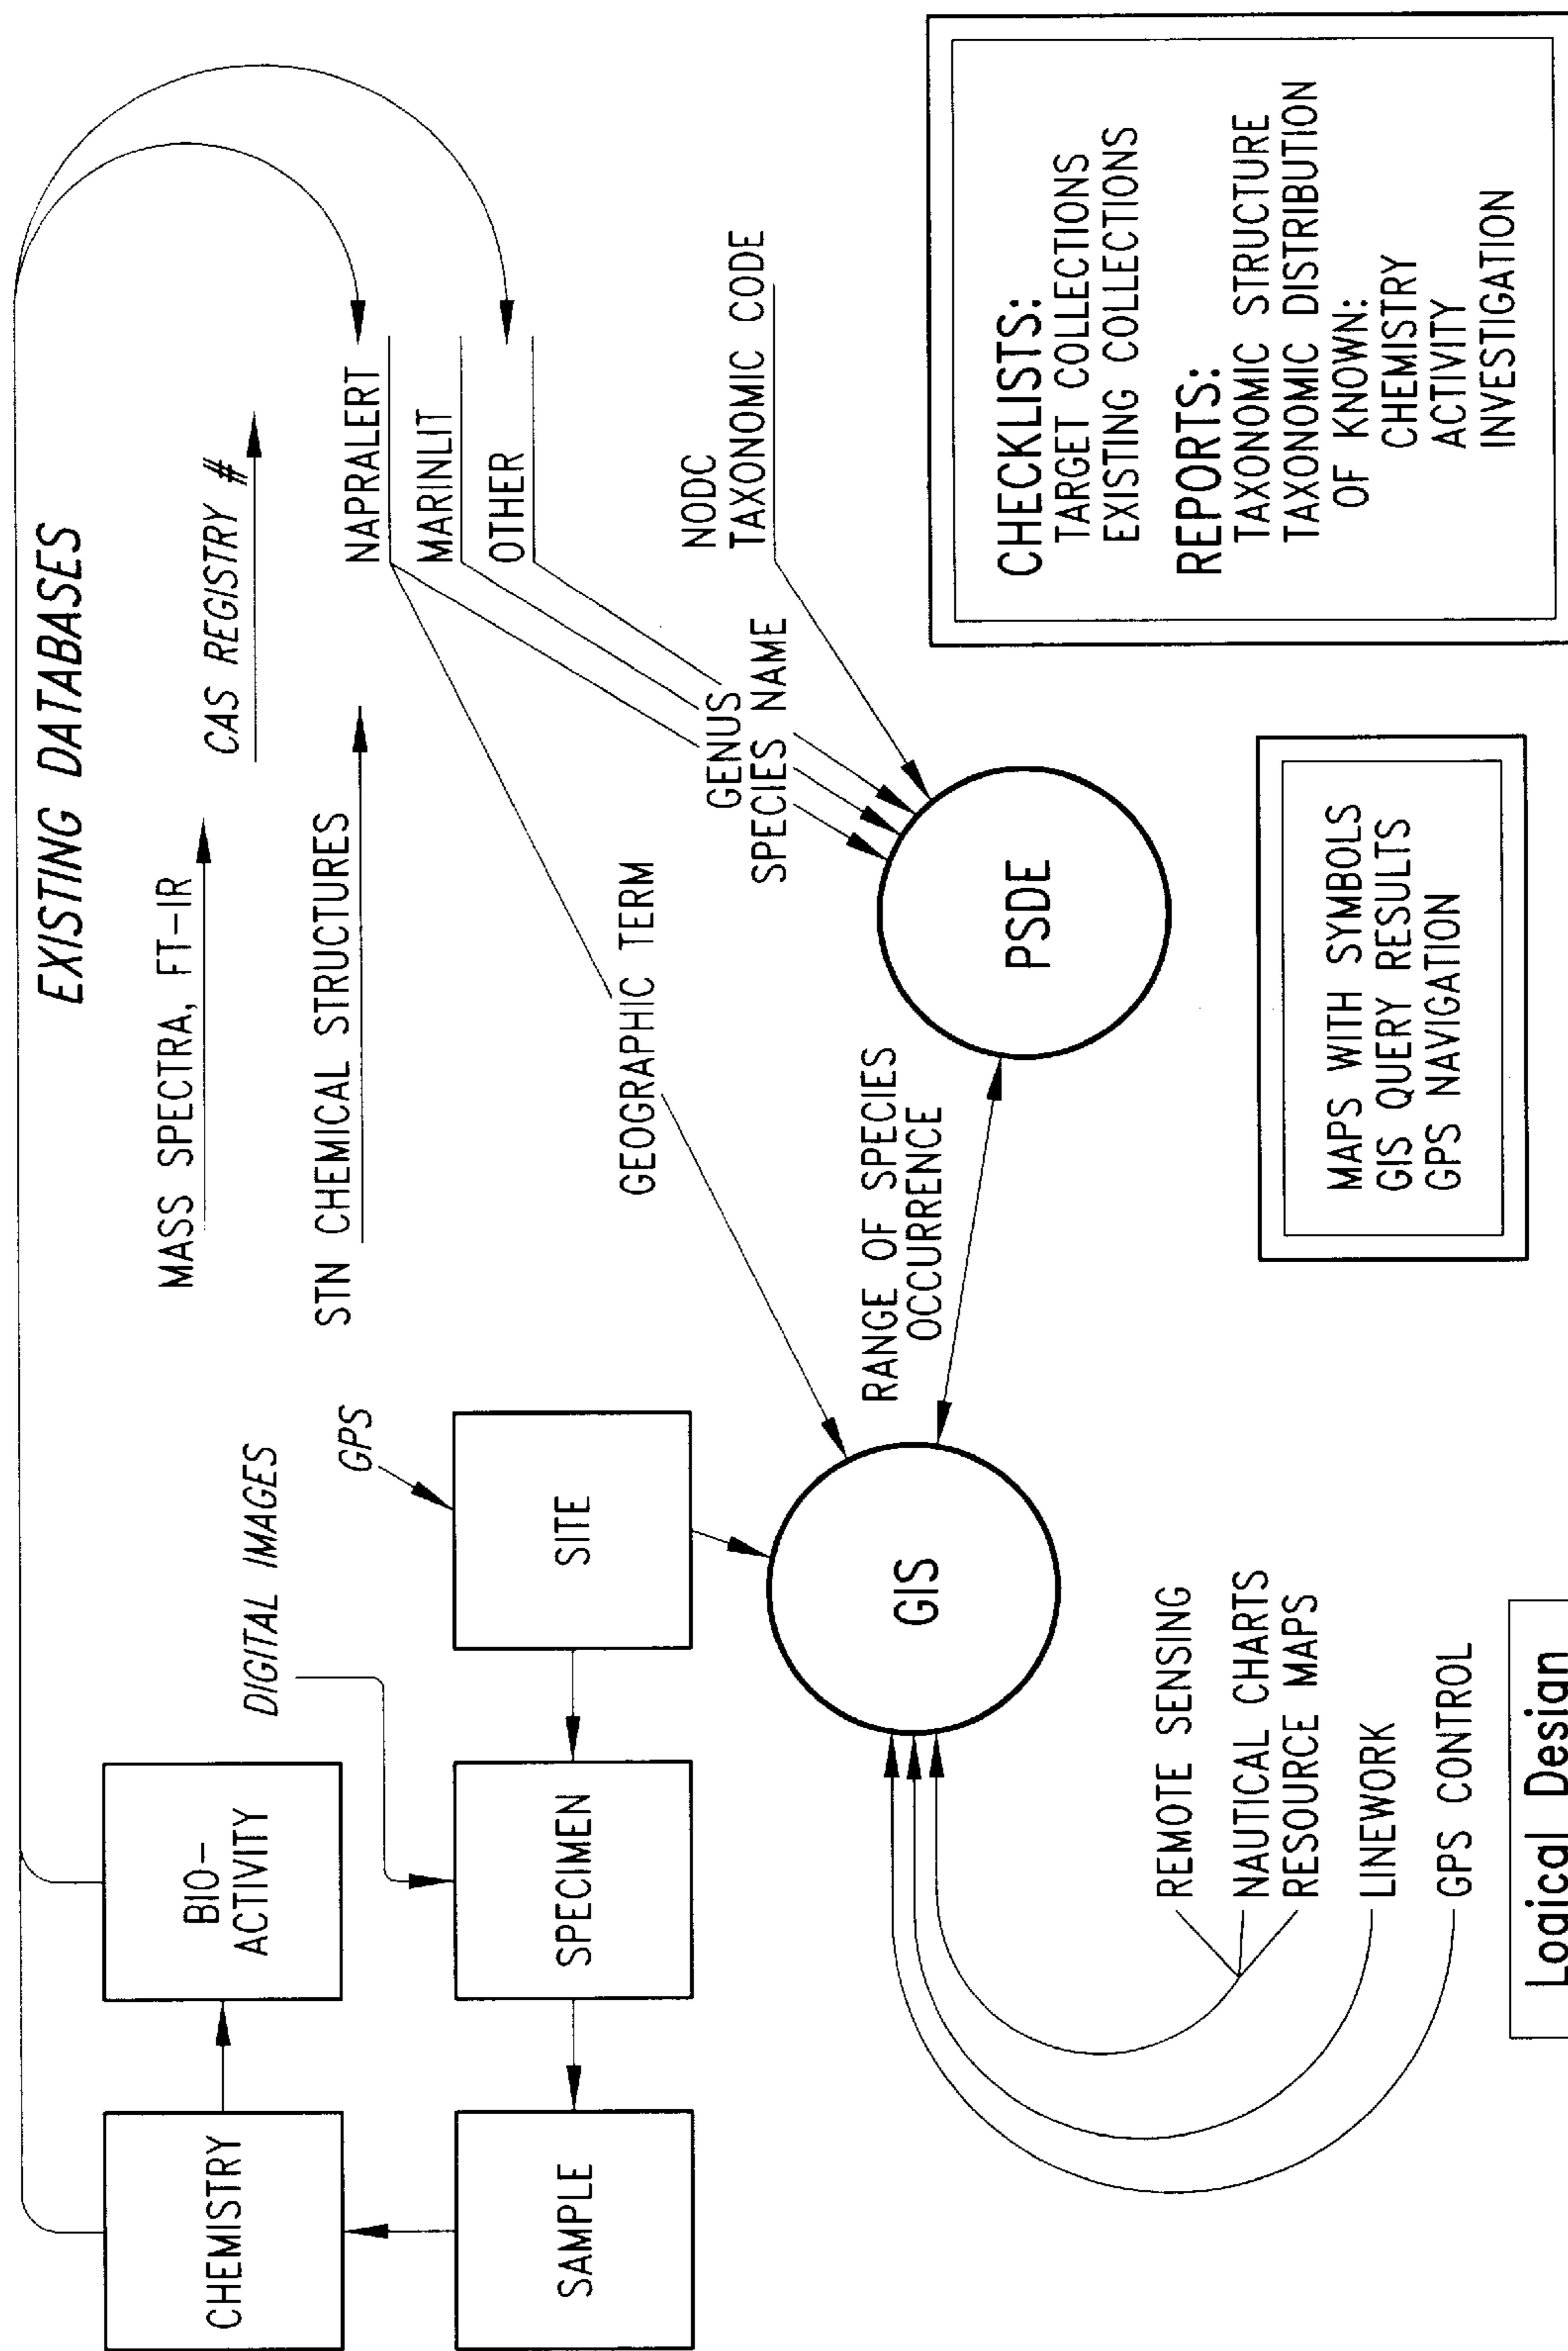 EXISTING DATABASES
MASS SPECTRA, FT-IR
CAS REGISTRY #
STN CHEMICAL STRUCTURES
NAPRALERT
MARINLIT
OTHER
CHEMISTRY
BIO-
ACTIVITY
DIGITAL IMAGES
GPS
SAMPLE
SPECIMEN
SITE
GEOGRAPHIC TERM
GENUS
SPECIES NAME
NODC
TAXONOMIC CODE
RANGE OF SPECIES
OCCURRENCE
GIS
PSDE
REMOTE SENSING
NAUTICAL CHARTS
RESOURCE MAPS
LINEWORK
GPS CONTROL
MAPS WITH SYMBOLS
GIS QUERY RESULTS
GPS NAVIGATION
CHECKLISTS:
TARGET COLLECTIONS
EXISTING COLLECTIONS
REPORTS:
TAXONOMIC STRUCTURE
TAXONOMIC DISTRIBUTION
OF KNOWN:
CHEMISTRY
ACTIVITY
INVESTIGATION
Logical Design